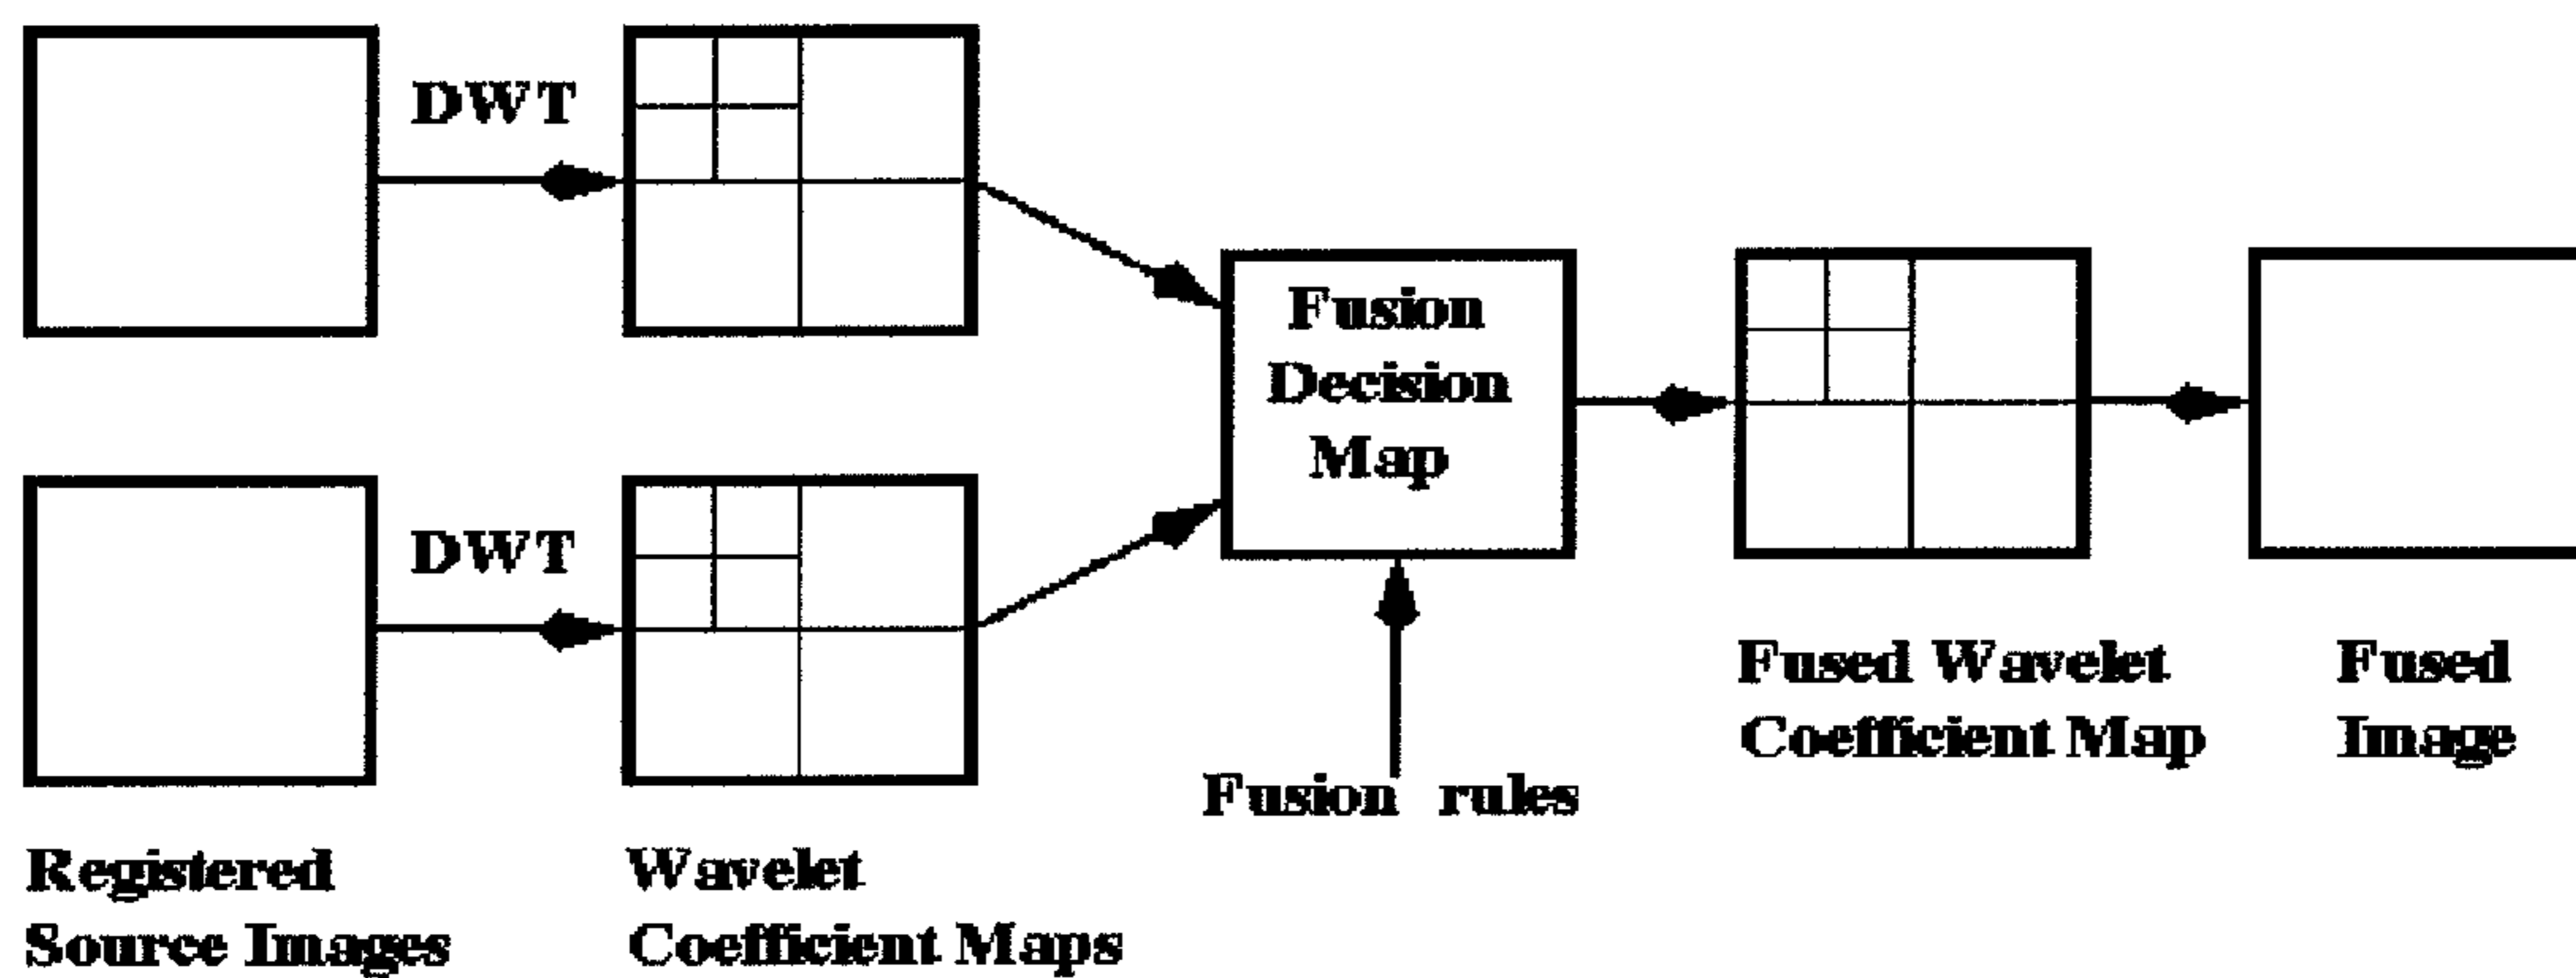 DWT
DWT
Fusion
Decision
Map
Fusion rules
Registered
Source Images
Wavelet
Coefficient Maps
Fused Wavelet
Coefficient Map
Fused
Image